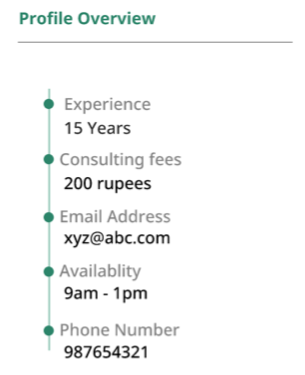 Profile Overview
Experience
15 Years
Consulting fees
200 rupees
Email Address
xyz@abc.com
Availablity
9am - 1pm
Phone Number
987654321